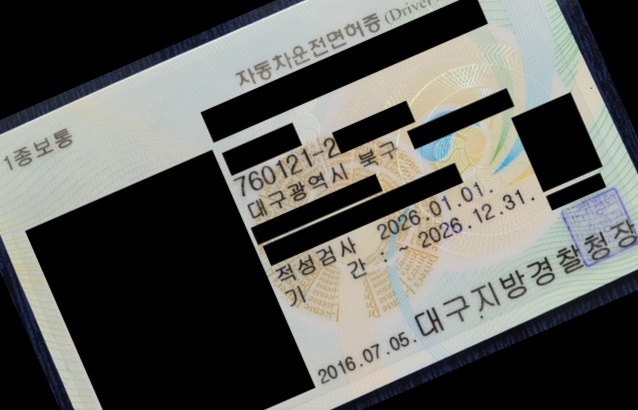 자동차운전면허증 (Driver
1종보통
760121-2
대구광역시 북구
적성검사 2026.01.01.
기 간 : ~ 2026.12.31.
2016.07.05. 대구지방경찰청장